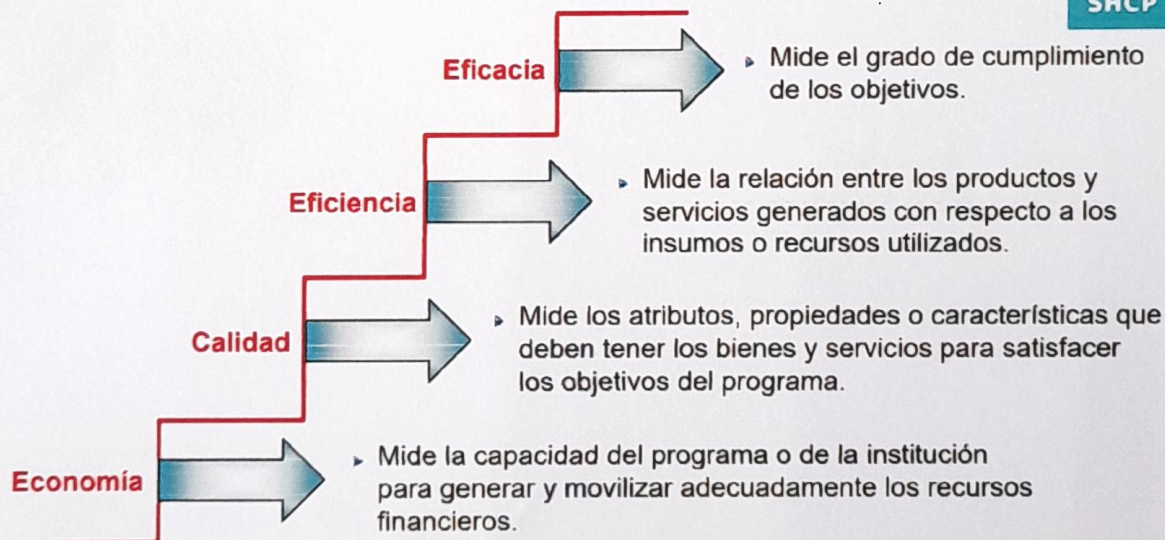 SHCP
Eficacia
Mide el grado de cumplimiento
de los objetivos.
Eficiencia
Mide la relación entre los productos y
servicios generados con respecto a los
insumos o recursos utilizados.
Calidad
Mide los atributos, propiedades o características que
deben tener los bienes y servicios para satisfacer
los objetivos del programa.
Economía
Mide la capacidad del programa o de la institución
para generar y movilizar adecuadamente los recursos
financieros.